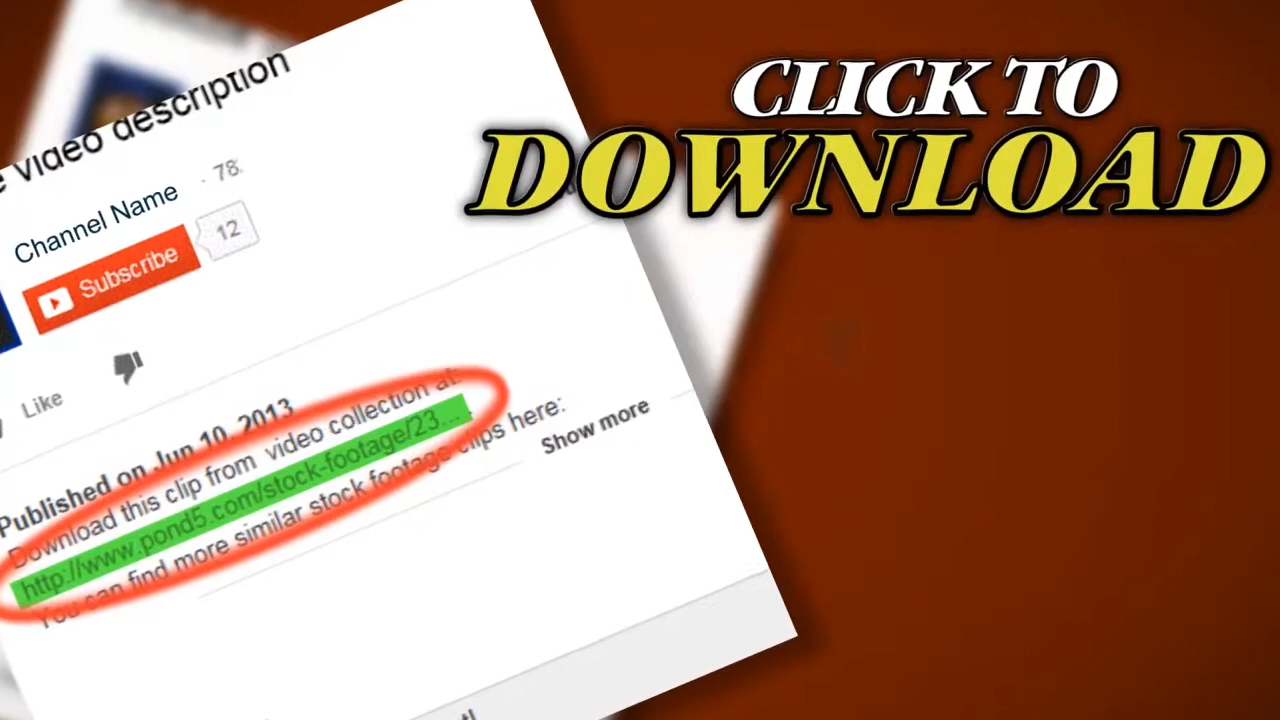 CLICK TO
DOWNLOAD
video description
Channel Name
78
Subscribe
12
Like
Published on Jun 10, 2013
Download this clip from video collection at:
http://www.pond5.com/stock-footage/23...
You can find more similar stock footage clips here:
Show more